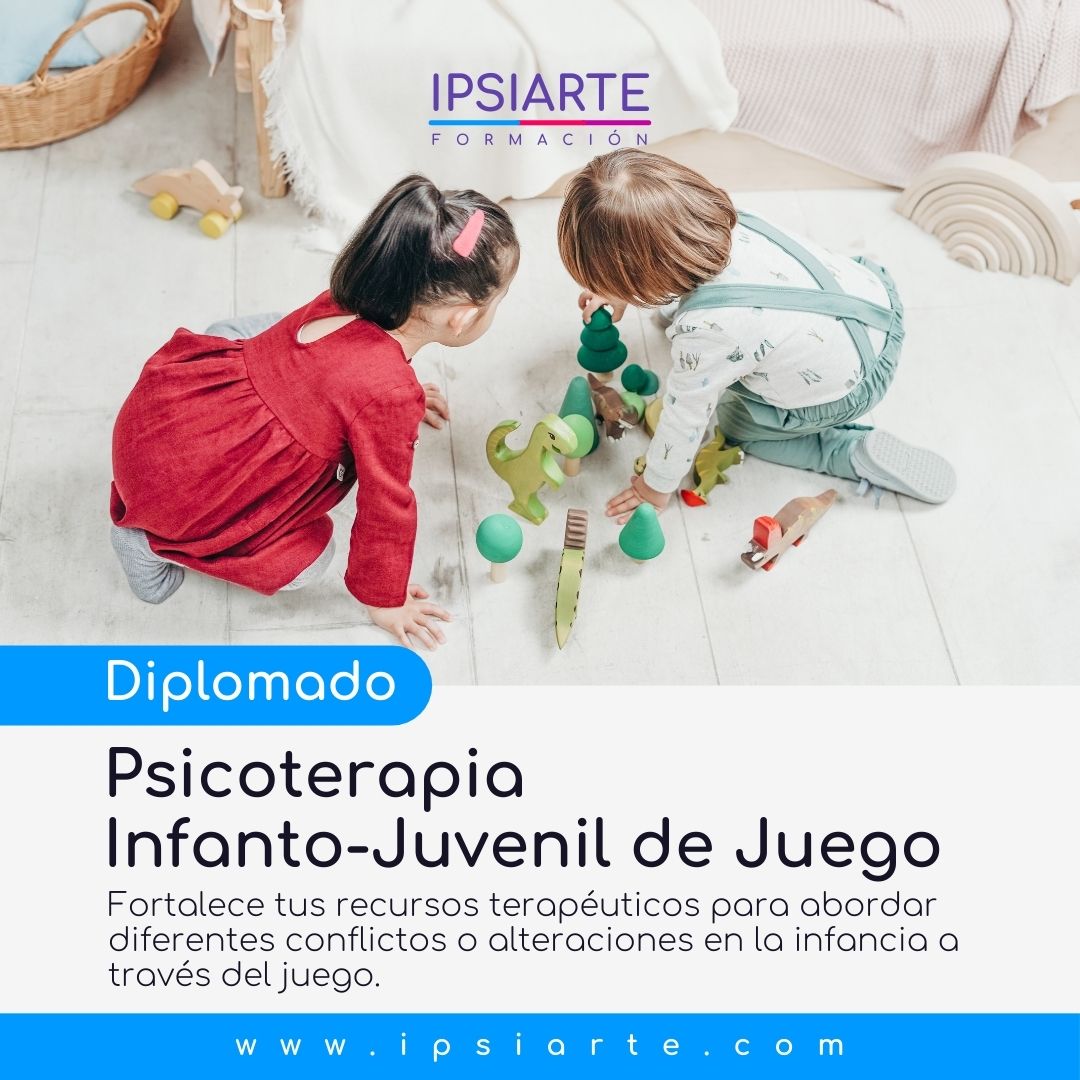 IPSIARTE
FORMACIÓN
Diplomado
Psicoterapia
Infanto-Juvenil de Juego
Fortalece tus recursos terapéuticos para abordar
diferentes conflictos o alteraciones en la infancia a
través del juego.
www.ipsiarte.com